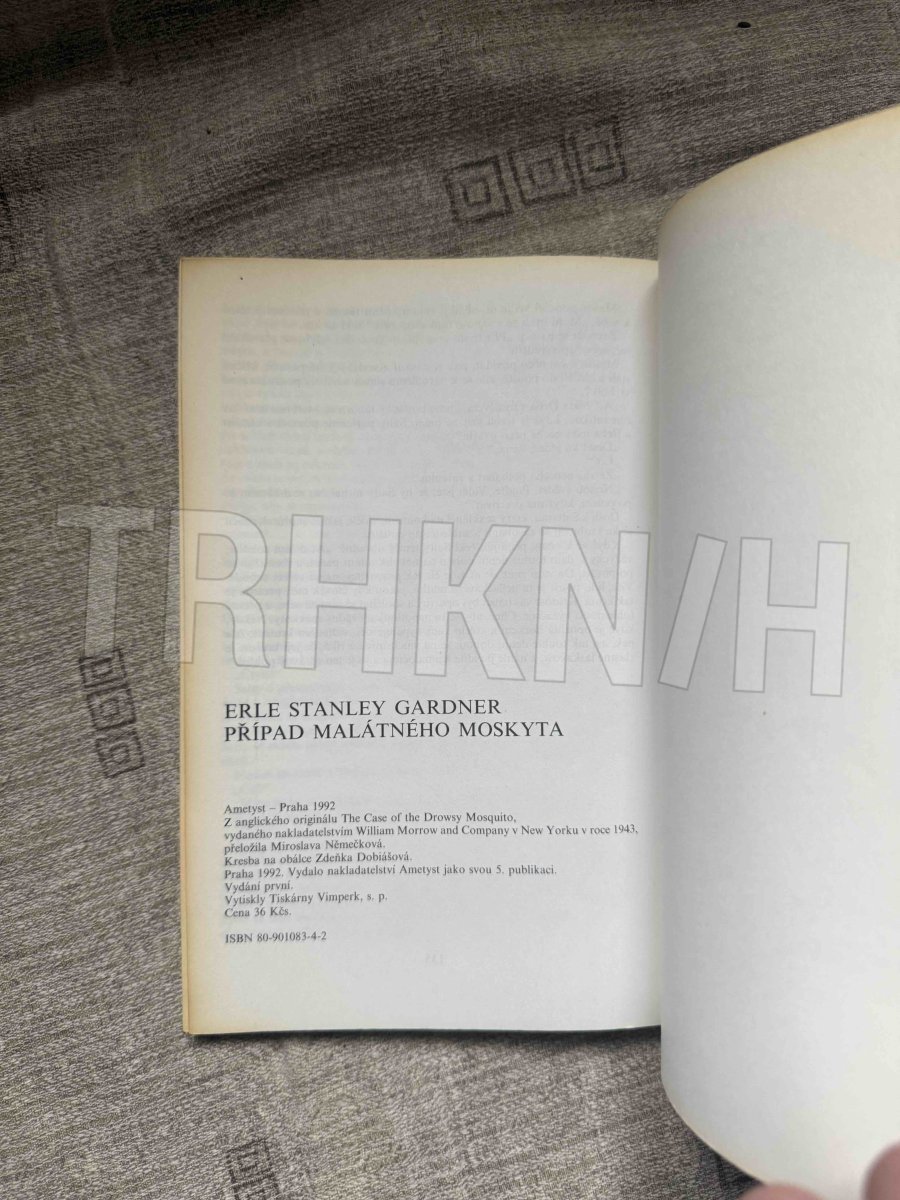 TRHKNIH
ERLE STANLEY GARDNER
PŘÍPAD MALÁTNÉHO MOSKYTA
Ametyst – Praha 1992
Z anglického originálu The Case of the Drowsy Mosquito,
vydaného nakladatelstvím William Morrow and Company v New Yorku v roce 1943,
přeložila Miroslava Němečková.
Kresba na obálce Zdeňka Dobiášová.
Praha 1992. Vydalo nakladatelství Ametyst jako svou 5. publikaci.
Vydání první.
Vytiskly Tiskárny Vimperk, s. p.
Cena 36 Kčs.
ISBN 80-901083-4-2